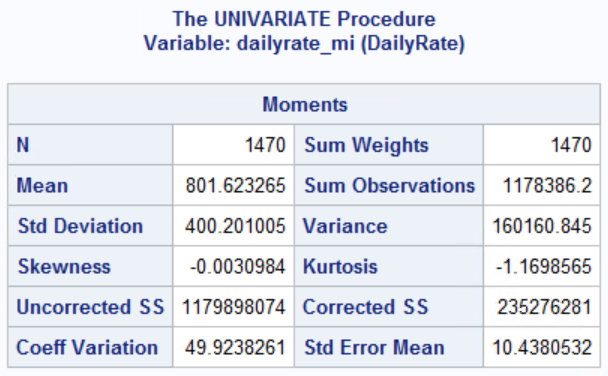 The UNIVARIATE Procedure
Variable: dailyrate_mi (DailyRate)
Moments
N 1470 Sum Weights 1470
Mean 801.623265 Sum Observations 1178386.2
Std Deviation 400.201005 Variance 160160.845
Skewness -0.0030984 Kurtosis -1.1698565
Uncorrected SS 1179898074 Corrected SS 235276281
Coeff Variation 49.9238261 Std Error Mean 10.4380532